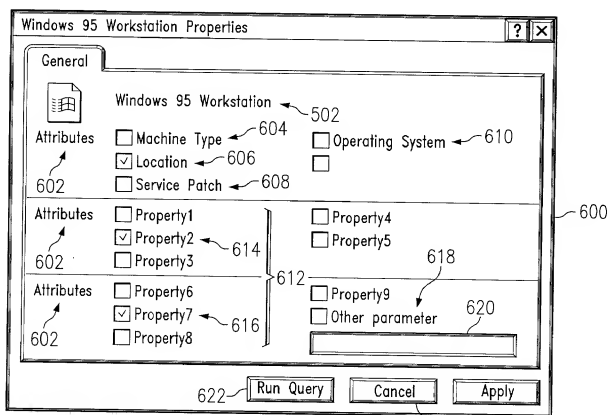 Windows 95 Workstation Properties ? ×
General
Windows 95 Workstation 502
Attributes Machine Type 604 Operating System 610
602 Location 606
Service Patch 608
600
Attributes Property1 Property4
602 Property2 614 Property5
Property3 612 618
Attributes Property6 Property9
602 Property7 616 Other parameter 620
Property8
622 Run Query Cancel Apply